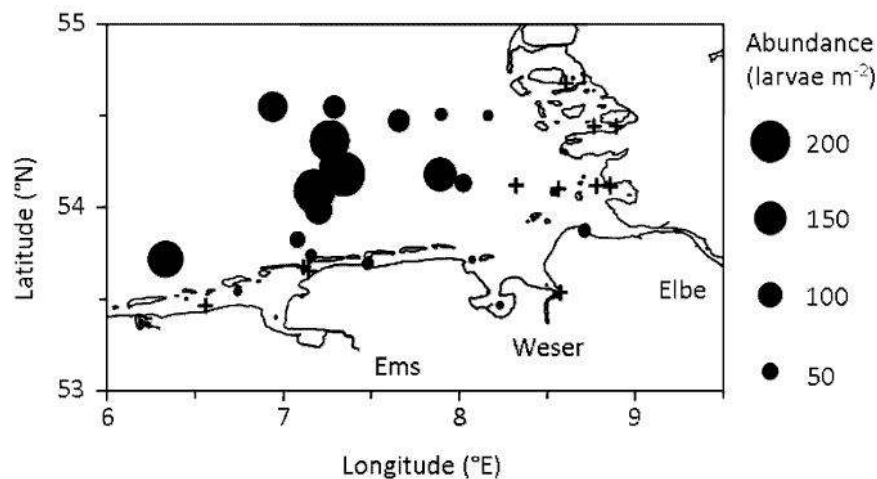 55
54
53
Latitude (°N)
6
7
8
9
Longitude (°E)
Ems
Weser
Elbe
Abundance
(larvae m⁻²)
200
150
100
50